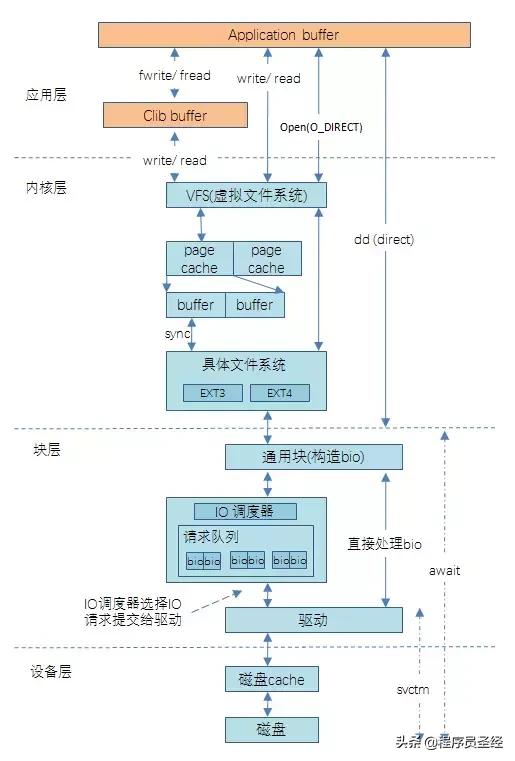 Application buffer
fwrite/ fread
write/ read
应用层
Clib buffer
Open(O_DIRECT)
write/ read
内核层
VFS(虚拟文件系统)
dd (direct)
page cache
page cache
buffer
buffer
sync
具体文件系统
EXT3
EXT4
块层
通用块(构造bio)
IO 调度器
请求队列
bio bio
bio bio
bio bio
直接处理bio
await
IO调度器选择IO
请求提交给驱动
驱动
设备层
磁盘cache
svctm
磁盘
头条 @程序员圣经